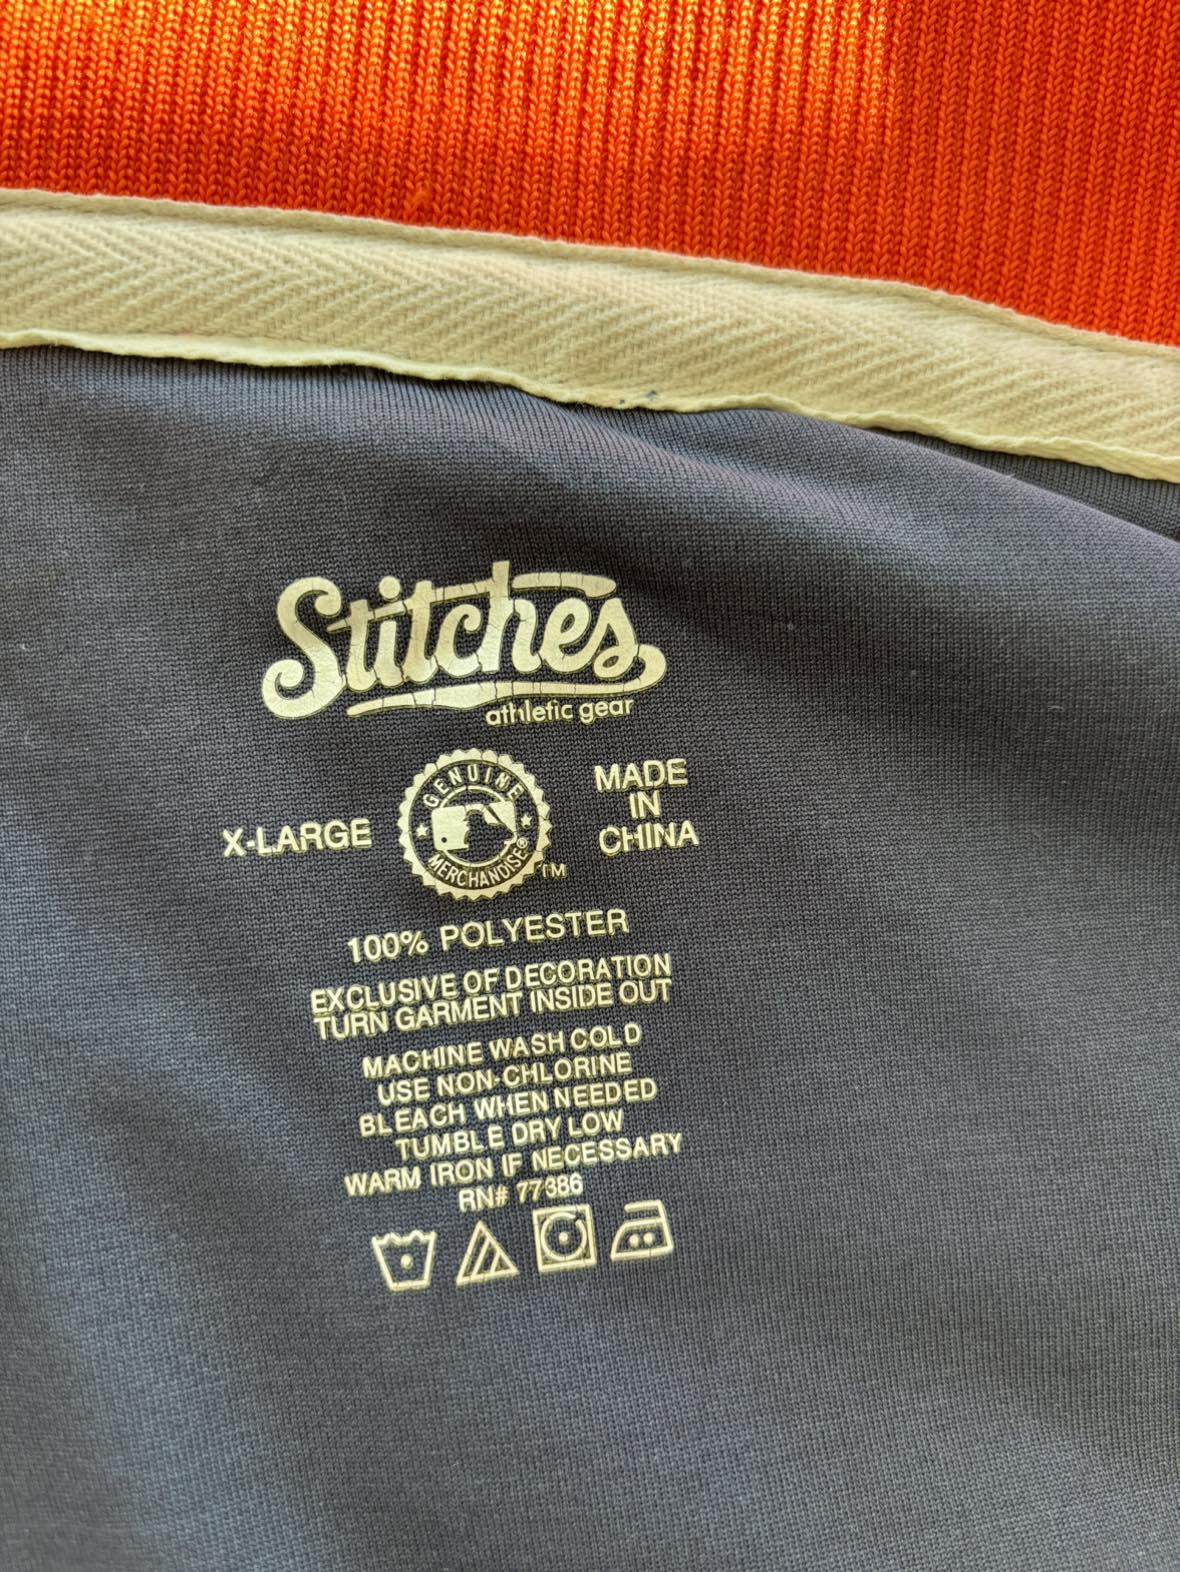 Stitches
athletic gear
X-LARGE
GENUINE
MERCHANDISE®
TM
MADE
IN
CHINA
100% POLYESTER
EXCLUSIVE OF DECORATION
TURN GARMENT INSIDE OUT
MACHINE WASH COLD
USE NON-CHLORINE
BLEACH WHEN NEEDED
TUMBLE DRY LOW
WARM IRON IF NECESSARY
RN# 77386